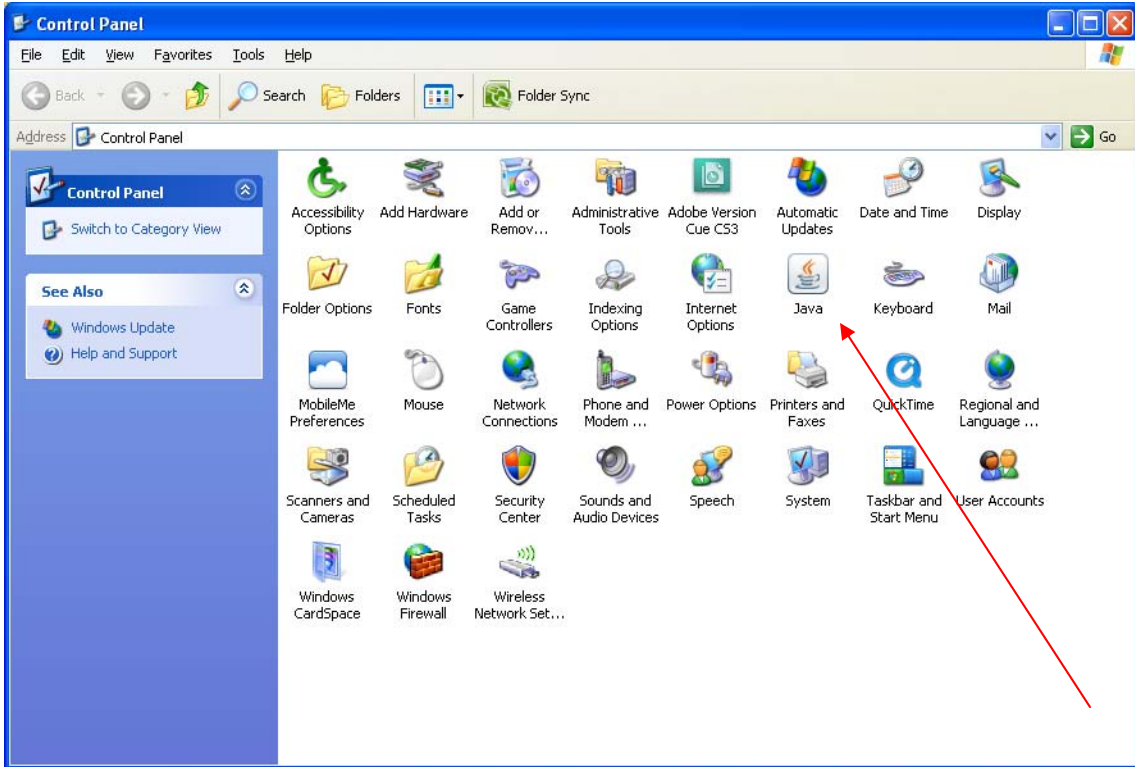 Control Panel
File Edit View Favorites Tools Help
Back Search Folders Folder Sync
Address Control Panel Go
Control Panel
Switch to Category View
See Also
Windows Update
Help and Support
Accessibility Options
Add Hardware
Add or Remov...
Administrative Tools
Adobe Version Cue CS3
Automatic Updates
Date and Time
Display
Folder Options
Fonts
Game Controllers
Indexing Options
Internet Options
Java
Keyboard
Mail
MobileMe Preferences
Mouse
Network Connections
Phone and Modem ...
Power Options
Printers and Faxes
QuickTime
Regional and Language ...
Scanners and Cameras
Scheduled Tasks
Security Center
Sounds and Audio Devices
Speech
System
Taskbar and Start Menu
User Accounts
Windows CardSpace
Windows Firewall
Wireless Network Set...